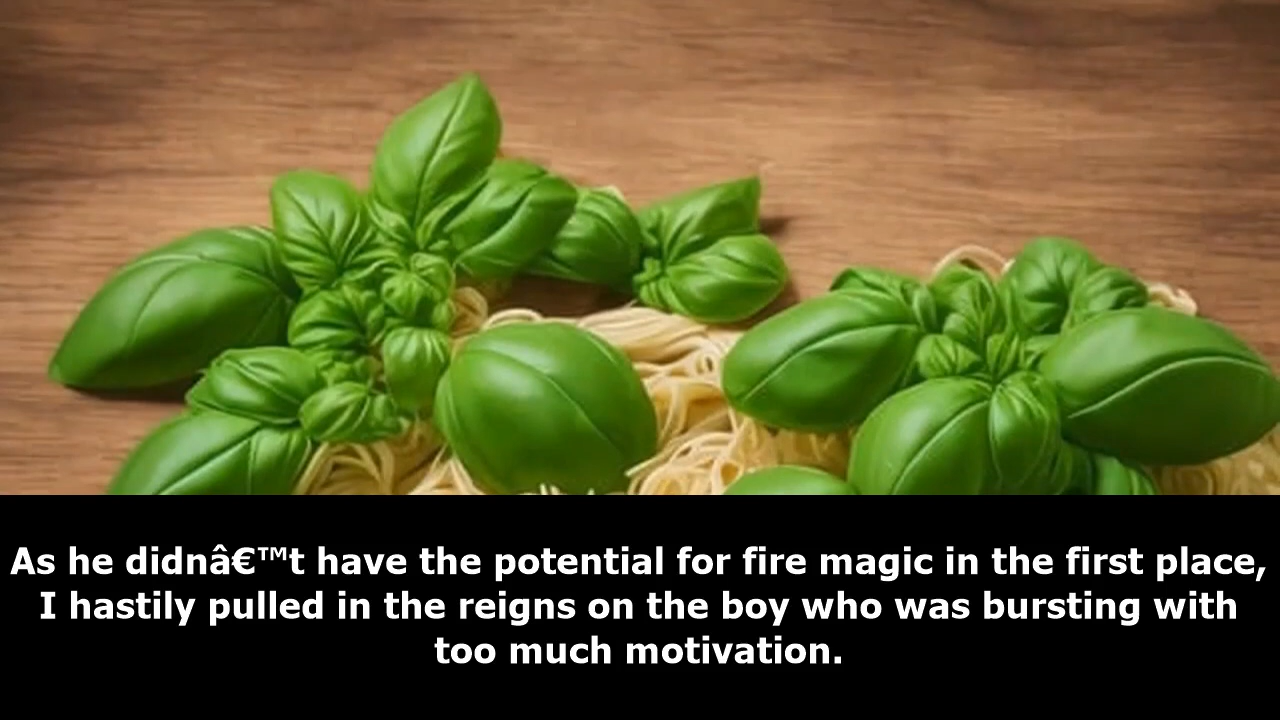 As he didnâ€™t have the potential for fire magic in the first place,
I hastily pulled in the reigns on the boy who was bursting with
too much motivation.